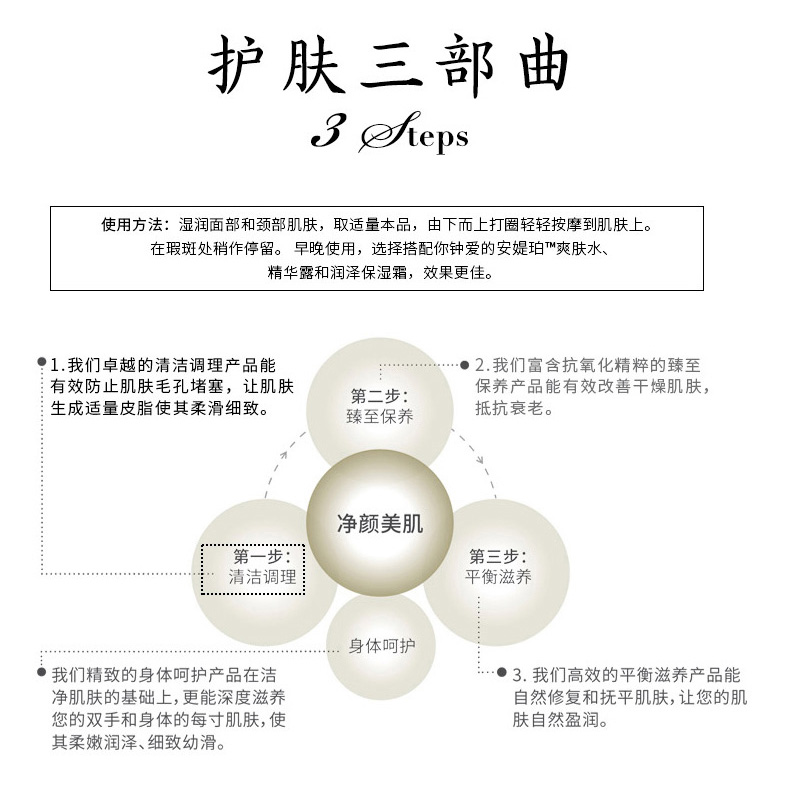 护肤三部曲
3 Steps
使用方法：湿润面部和颈部肌肤，取适量本品，由下而上打圈轻轻按摩到肌肤上。
在瑕斑处稍作停留。 早晚使用，选择搭配你钟爱的安媞珀™爽肤水、
精华露和润泽保湿霜，效果更佳。
1.我们卓越的清洁调理产品能
有效防止肌肤毛孔堵塞，让肌肤
生成适量皮脂使其柔滑细致。
第二步：
臻至保养
2.我们富含抗氧化精粹的臻至
保养产品能有效改善干燥肌肤，
抵抗衰老。
净颜美肌
第一步：
清洁调理
第三步：
平衡滋养
身体呵护
我们精致的身体呵护产品在洁
净肌肤的基础上，更能深度滋养
您的双手和身体的每寸肌肤，使
其柔嫩润泽、细致幼滑。
3. 我们高效的平衡滋养产品能
自然修复和抚平肌肤，让您的肌
肤自然盈润。